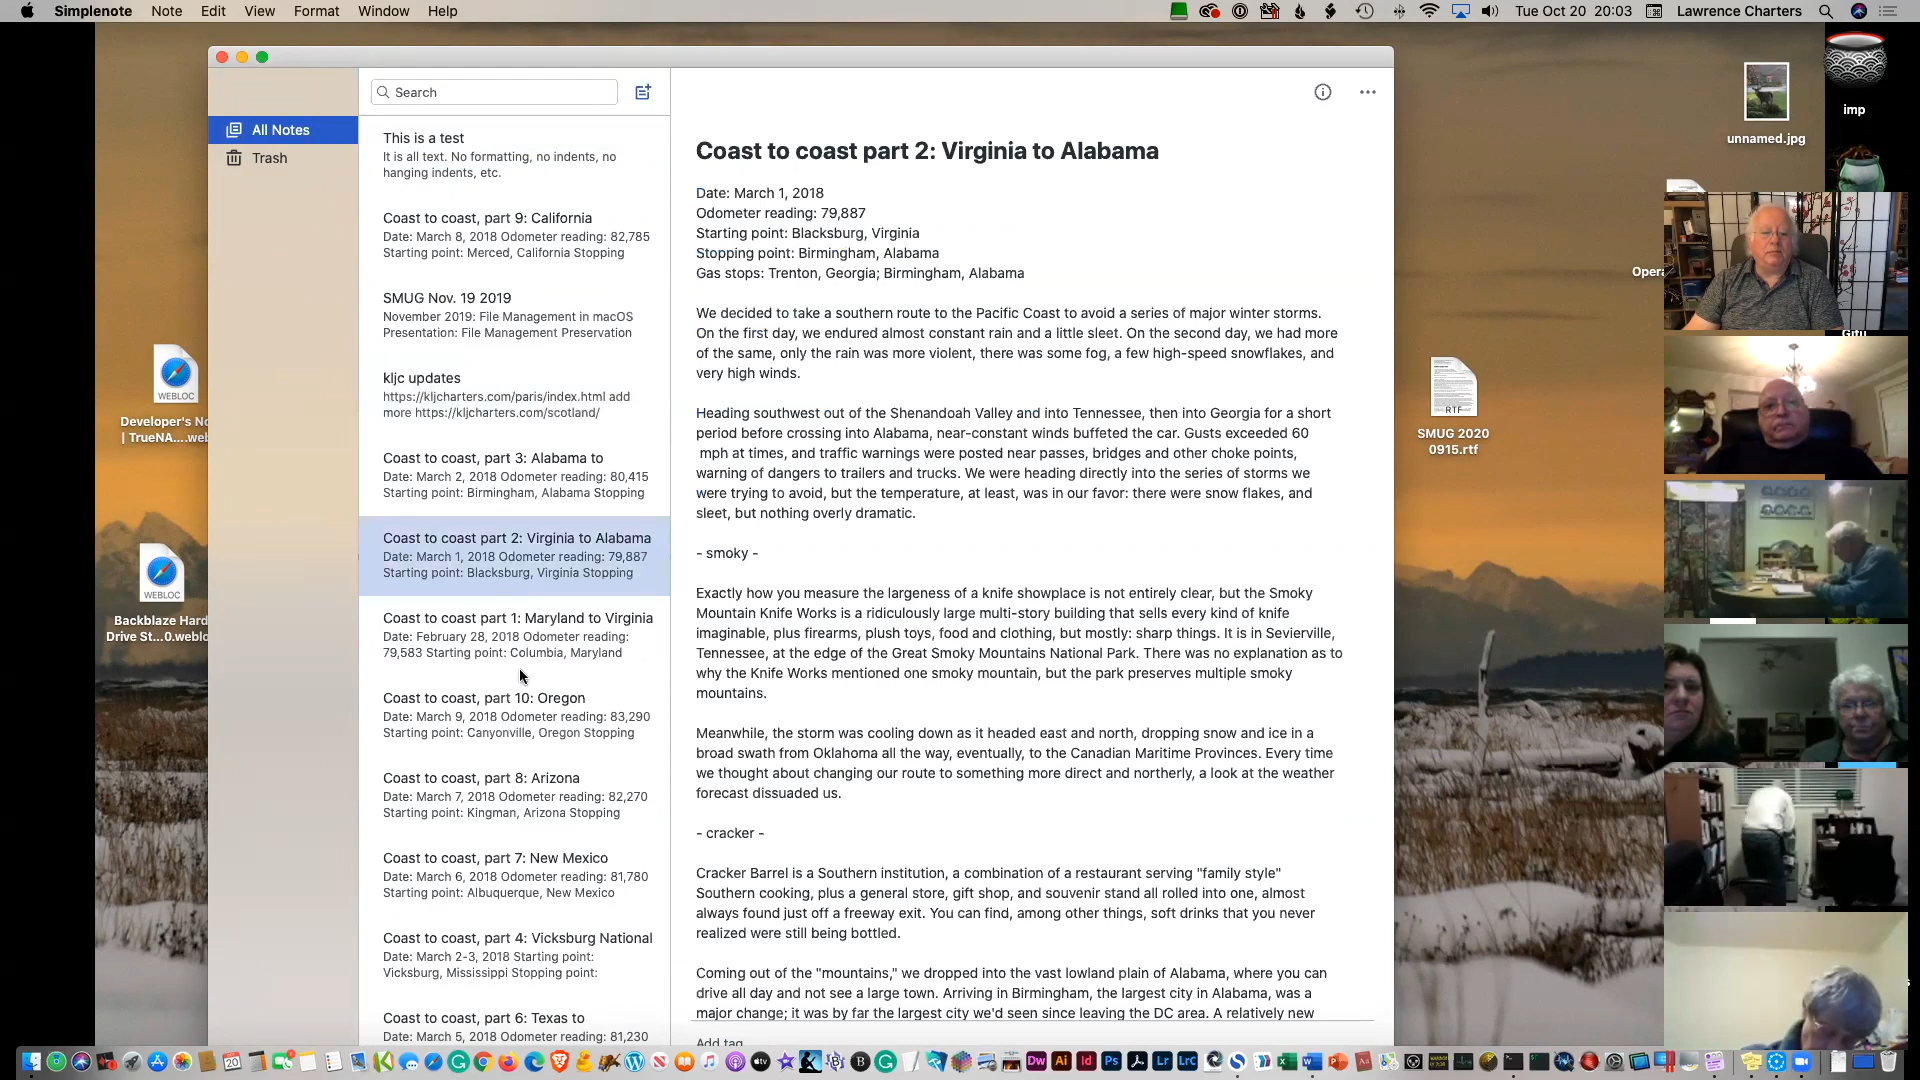 Simplenote Note Edit View Format Window Help
Tue Oct 20 20:03 Lawrence Charters
Search
All Notes
Trash
This is a test
It is all text. No formatting, no indents, no
hanging indents, etc.
Coast to coast, part 9: California
Date: March 8, 2018 Odometer reading: 82,785
Starting point: Merced, California Stopping
SMUG Nov. 19 2019
November 2019: File Management in macOS
Presentation: File Management Preservation
kljc updates
https://kljcharters.com/paris/index.html add
more https://kljcharters.com/scotland/
Coast to coast, part 3: Alabama to
Date: March 2, 2018 Odometer reading: 80,415
Starting point: Birmingham, Alabama Stopping
Coast to coast part 2: Virginia to Alabama
Date: March 1, 2018 Odometer reading: 79,887
Starting point: Blacksburg, Virginia Stopping
Coast to coast part 1: Maryland to Virginia
Date: February 28, 2018 Odometer reading:
79,583 Starting point: Columbia, Maryland
Coast to coast, part 10: Oregon
Date: March 9, 2018 Odometer reading: 83,290
Starting point: Canyonville, Oregon Stopping
Coast to coast, part 8: Arizona
Date: March 7, 2018 Odometer reading: 82,270
Starting point: Kingman, Arizona Stopping
Coast to coast, part 7: New Mexico
Date: March 6, 2018 Odometer reading: 81,780
Starting point: Albuquerque, New Mexico
Coast to coast, part 4: Vicksburg National
Date: March 2-3, 2018 Starting point:
Vicksburg, Mississippi Stopping point:
Coast to coast, part 6: Texas to
Date: March 5, 2018 Odometer reading: 81,230
Coast to coast part 2: Virginia to Alabama
Date: March 1, 2018
Odometer reading: 79,887
Starting point: Blacksburg, Virginia
Stopping point: Birmingham, Alabama
Gas stops: Trenton, Georgia; Birmingham, Alabama
We decided to take a southern route to the Pacific Coast to avoid a series of major winter storms.
On the first day, we endured almost constant rain and a little sleet. On the second day, we had more
of the same, only the rain was more violent, there was some fog, a few high-speed snowflakes, and
very high winds.
Heading southwest out of the Shenandoah Valley and into Tennessee, then into Georgia for a short
period before crossing into Alabama, near-constant winds buffeted the car. Gusts exceeded 60
mph at times, and traffic warnings were posted near passes, bridges and other choke points,
warning of dangers to trailers and trucks. We were heading directly into the series of storms we
were trying to avoid, but the temperature, at least, was in our favor: there were snow flakes, and
sleet, but nothing overly dramatic.
- smoky -
Exactly how you measure the largeness of a knife showplace is not entirely clear, but the Smoky
Mountain Knife Works is a ridiculously large multi-story building that sells every kind of knife
imaginable, plus firearms, plush toys, food and clothing, but mostly: sharp things. It is in Sevierville,
Tennessee, at the edge of the Great Smoky Mountains National Park. There was no explanation as to
why the Knife Works mentioned one smoky mountain, but the park preserves multiple smoky
mountains.
Meanwhile, the storm was cooling down as it headed east and north, dropping snow and ice in a
broad swath from Oklahoma all the way, eventually, to the Canadian Maritime Provinces. Every time
we thought about changing our route to something more direct and northerly, a look at the weather
forecast dissuaded us.
- cracker -
Cracker Barrel is a Southern institution, a combination of a restaurant serving "family style"
Southern cooking, plus a general store, gift shop, and souvenir stand all rolled into one, almost
always found just off a freeway exit. You can find, among other things, soft drinks that you never
realized were still being bottled.
Coming out of the "mountains," we dropped into the vast lowland plain of Alabama, where you can
drive all day and not see a large town. Arriving in Birmingham, the largest city in Alabama, was a
major change; it was by far the largest city we'd seen since leaving the DC area. A relatively new
Add tag
WEBLOC
Developer's No
| TrueNA....web
WEBLOC
Backblaze Hard
Drive St...0.weblo
unnamed.jpg
imp
Opera
RTF
SMUG 2020
0915.rtf
20
Dw Ai Id Ps Lr LrC